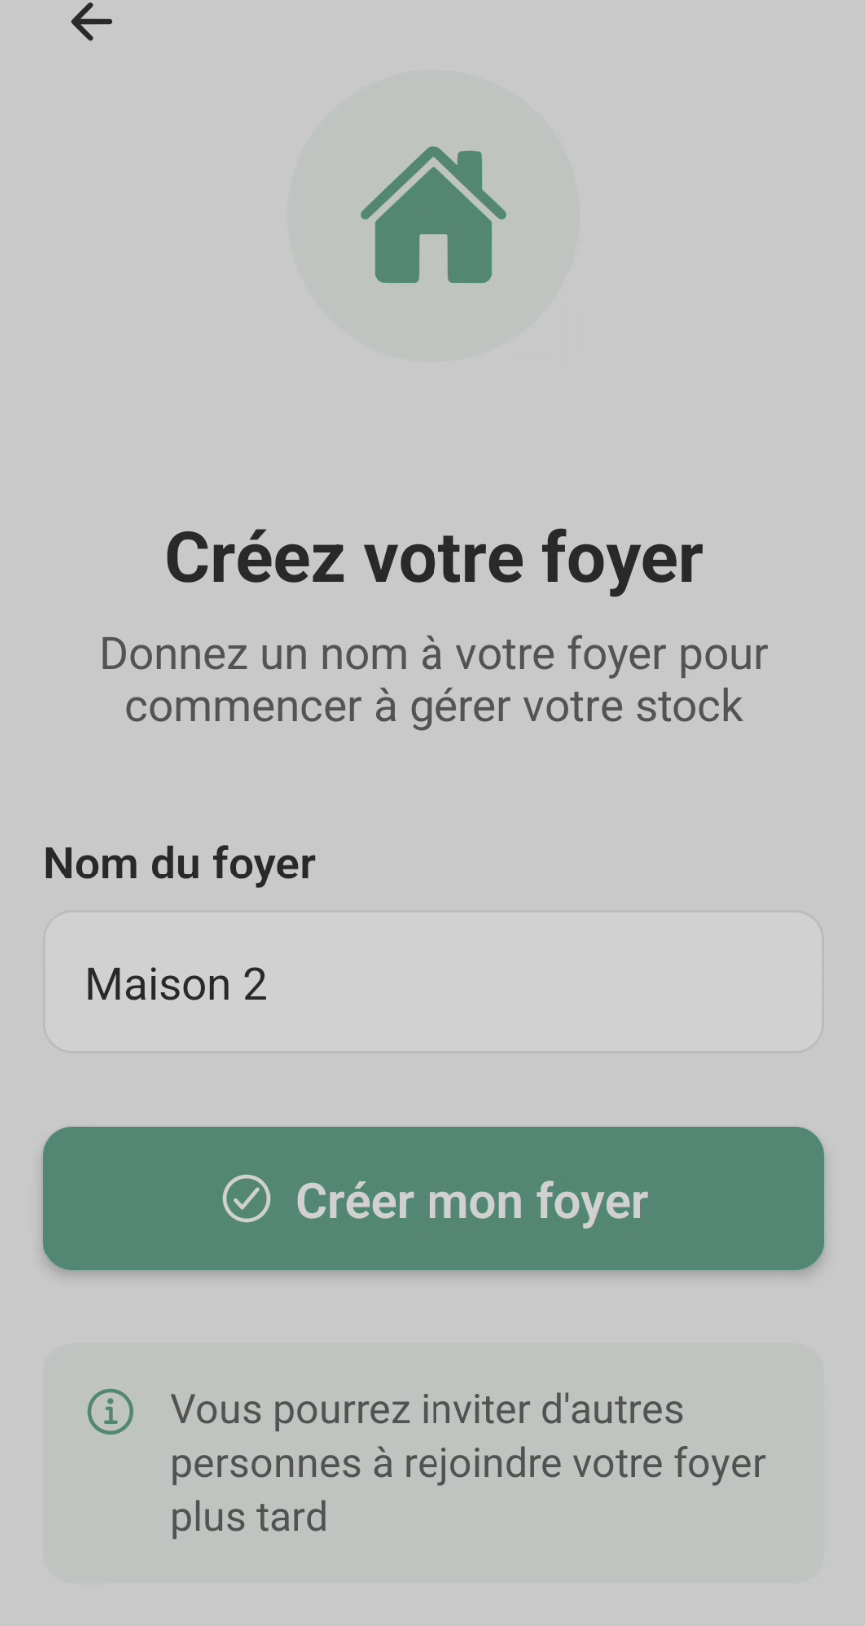 Créez votre foyer
Donnez un nom à votre foyer pour
commencer à gérer votre stock
Nom du foyer
Maison 2
Créer mon foyer
Vous pourrez inviter d'autres
personnes à rejoindre votre foyer
plus tard